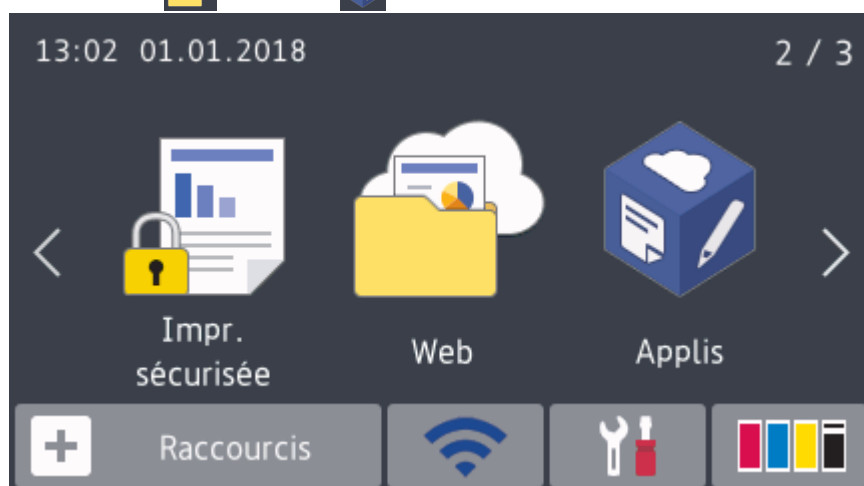 13:02 01.01.2018
2 / 3
Impr.
sécurisée
Web
Applis
Raccourcis